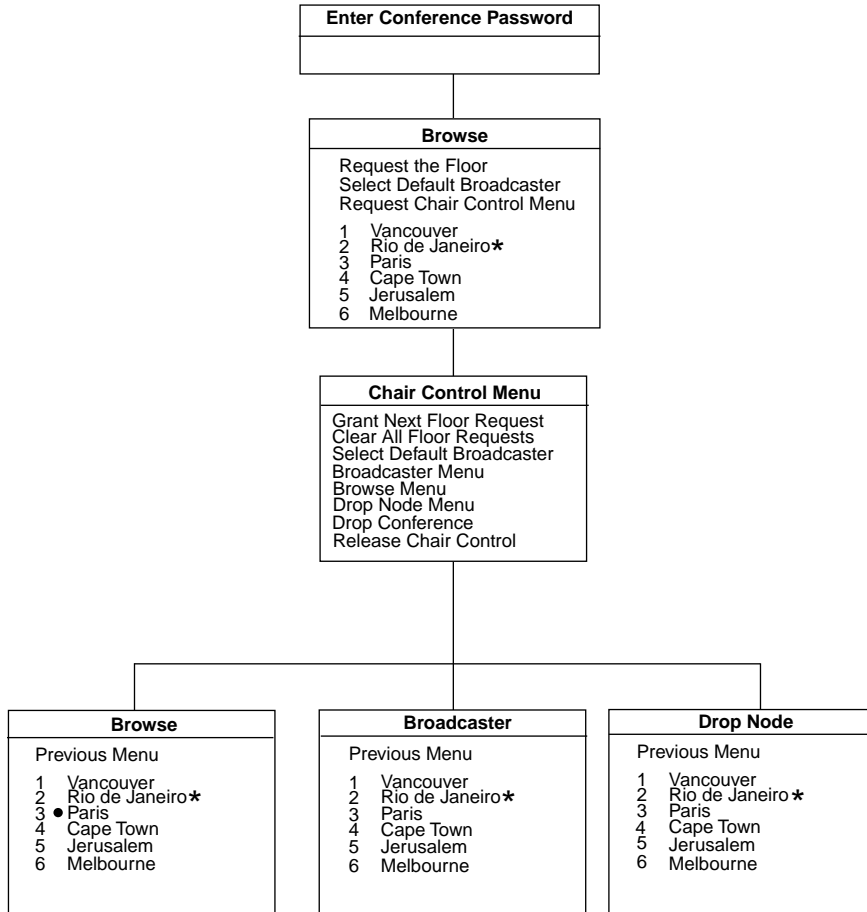 Enter Conference Password
Browse
Request the Floor
Select Default Broadcaster
Request Chair Control Menu
1 Vancouver
2 Rio de Janeiro*
3 Paris
4 Cape Town
5 Jerusalem
6 Melbourne
Chair Control Menu
Grant Next Floor Request
Clear All Floor Requests
Select Default Broadcaster
Broadcaster Menu
Browse Menu
Drop Node Menu
Drop Conference
Release Chair Control
Browse
Previous Menu
1 Vancouver
2 Rio de Janeiro*
3 ● Paris
4 Cape Town
5 Jerusalem
6 Melbourne
Broadcaster
Previous Menu
1 Vancouver
2 Rio de Janeiro*
3 Paris
4 Cape Town
5 Jerusalem
6 Melbourne
Drop Node
Previous Menu
1 Vancouver
2 Rio de Janeiro*
3 Paris
4 Cape Town
5 Jerusalem
6 Melbourne